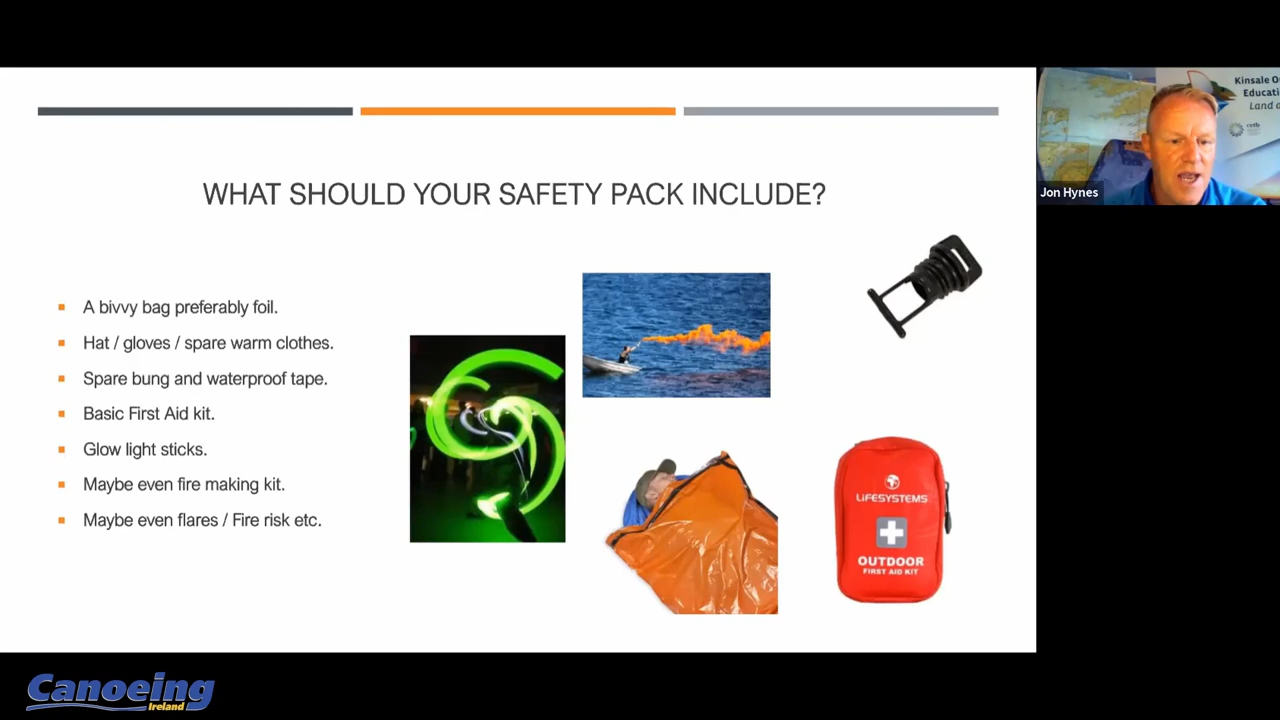 WHAT SHOULD YOUR SAFETY PACK INCLUDE?
A bivvy bag preferably foil.
Hat / gloves / spare warm clothes.
Spare bung and waterproof tape.
Basic First Aid kit.
Glow light sticks.
Maybe even fire making kit.
Maybe even flares / Fire risk etc.
LIFESYSTEMS
OUTDOOR
FIRST AID KIT
Kinsale
Land
cetb
Jon Hynes
Canoeing
Ireland